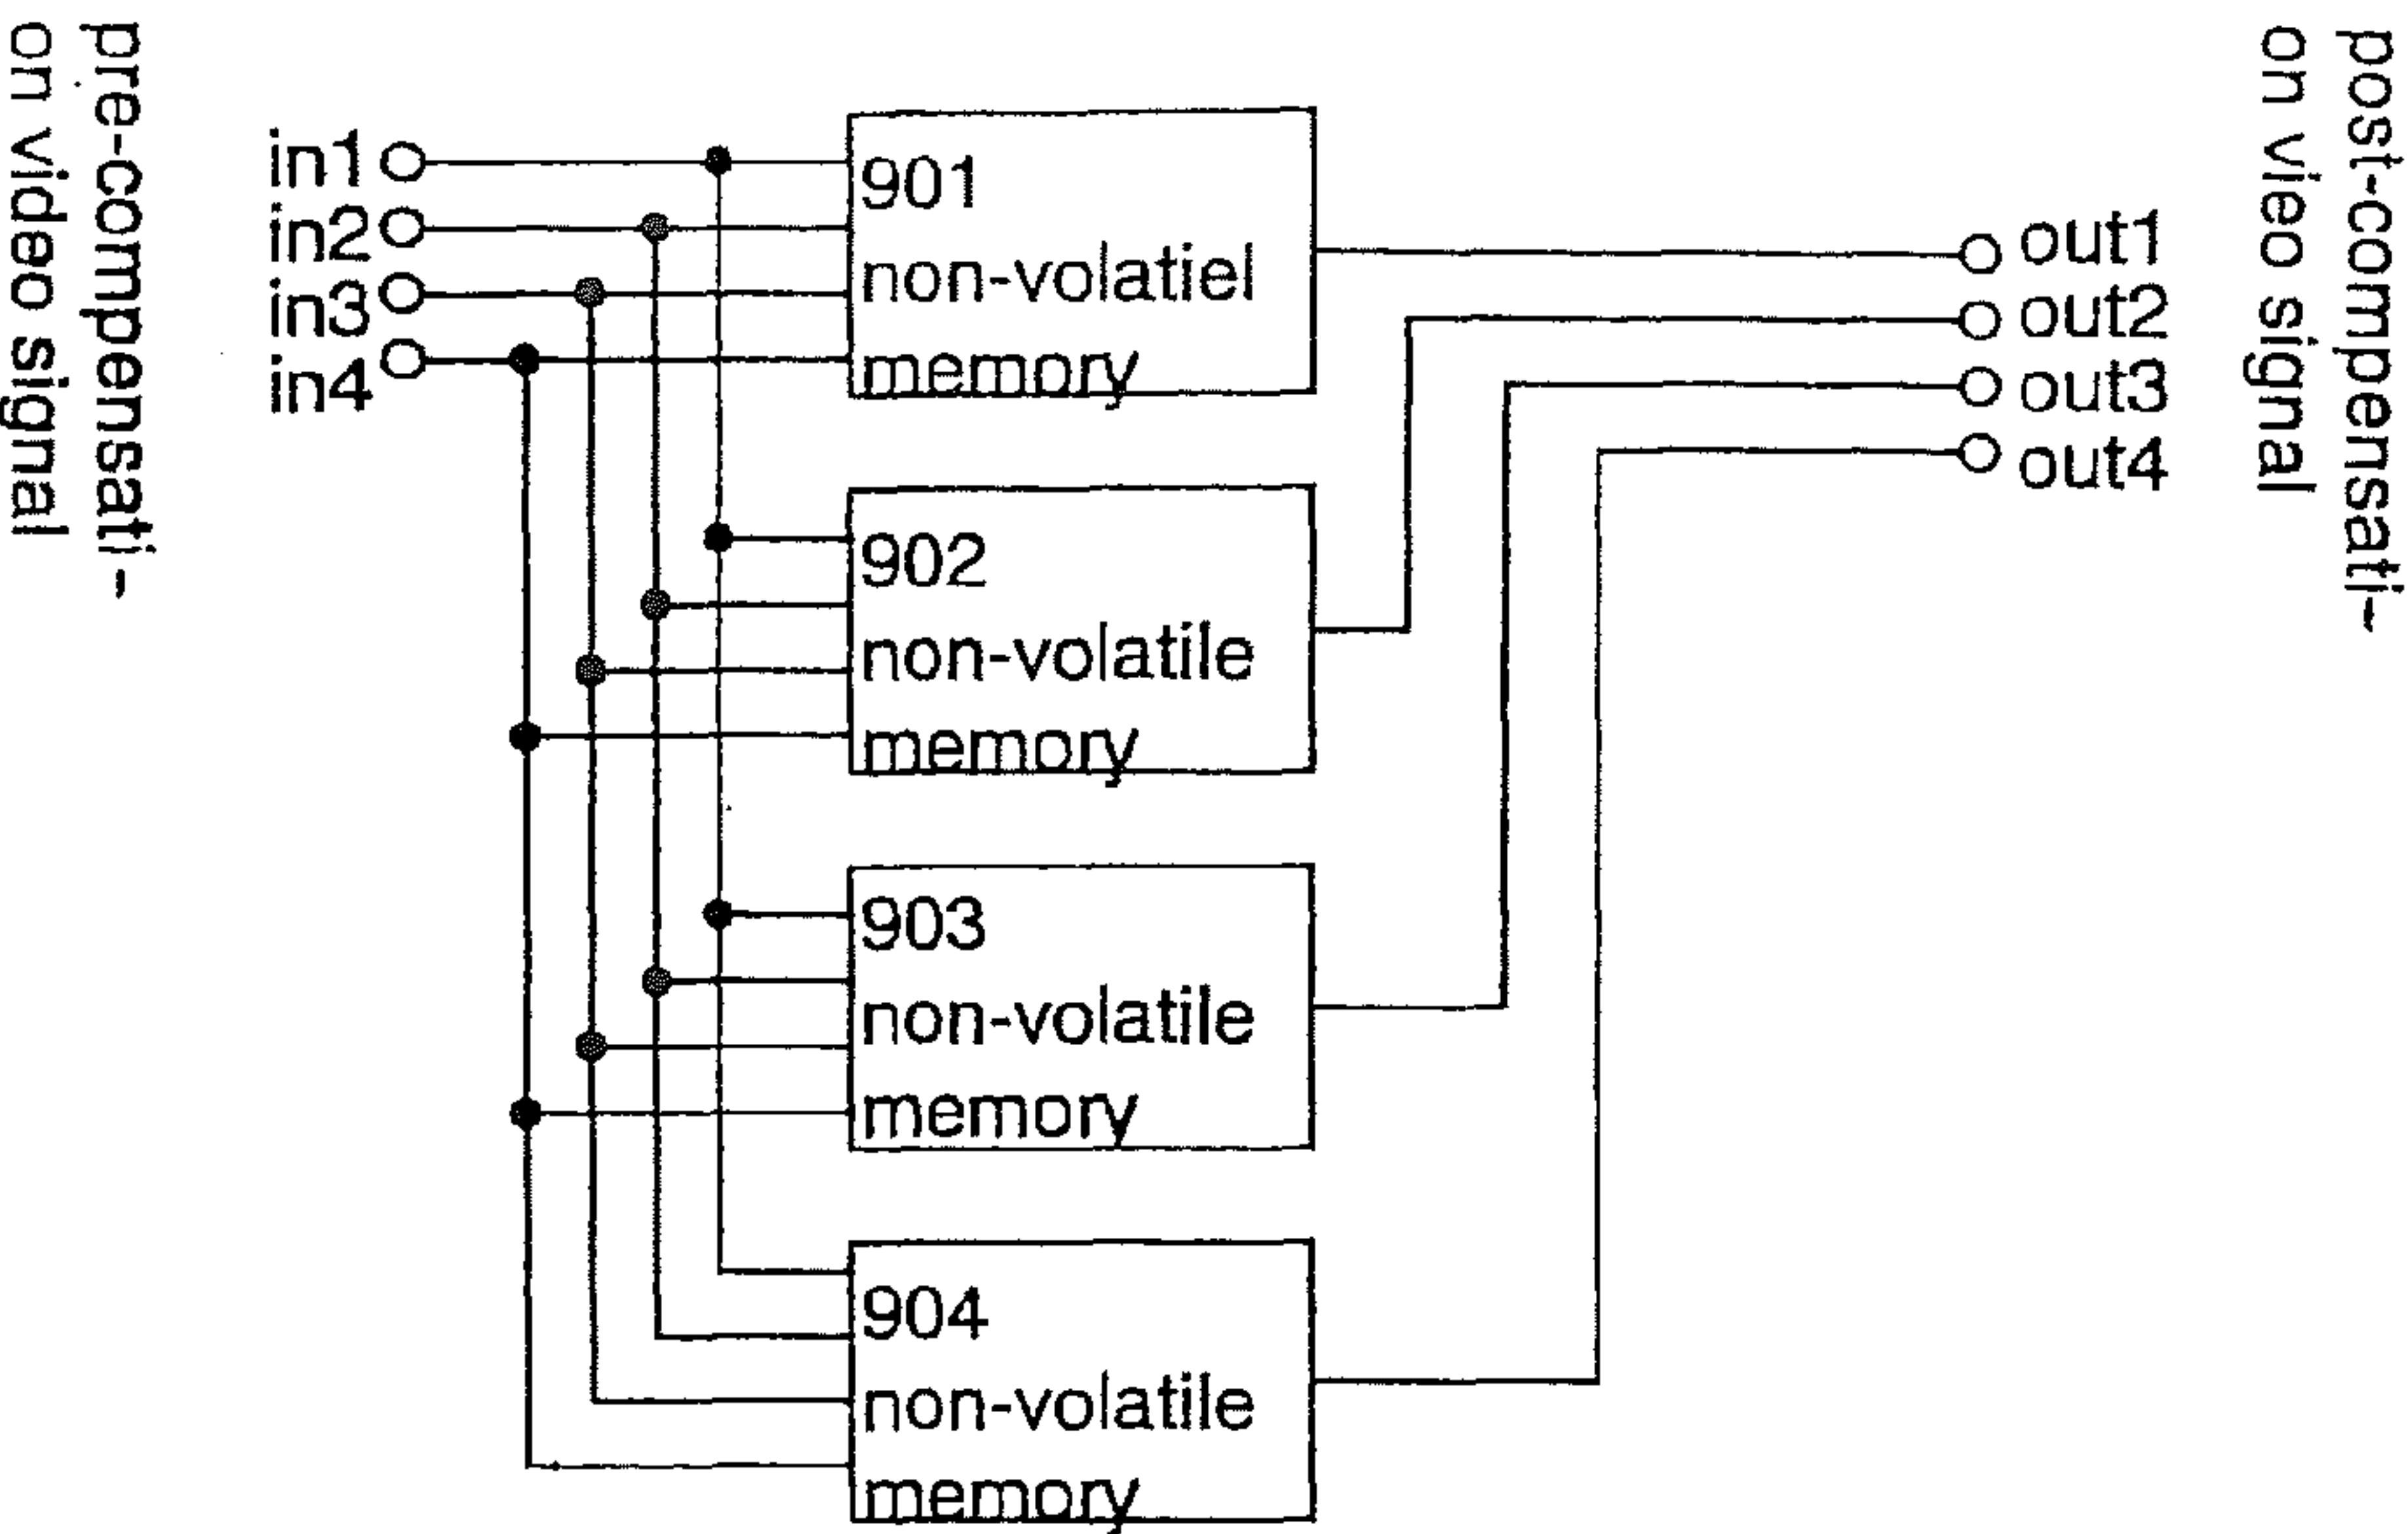 pre-compensati-
on video signal
in1
in2
in3
in4
901
non-volatiel
memory
902
non-volatile
memory
903
non-volatile
memory
904
non-volatile
memory
out1
out2
out3
out4
post-compensati-
on video signal